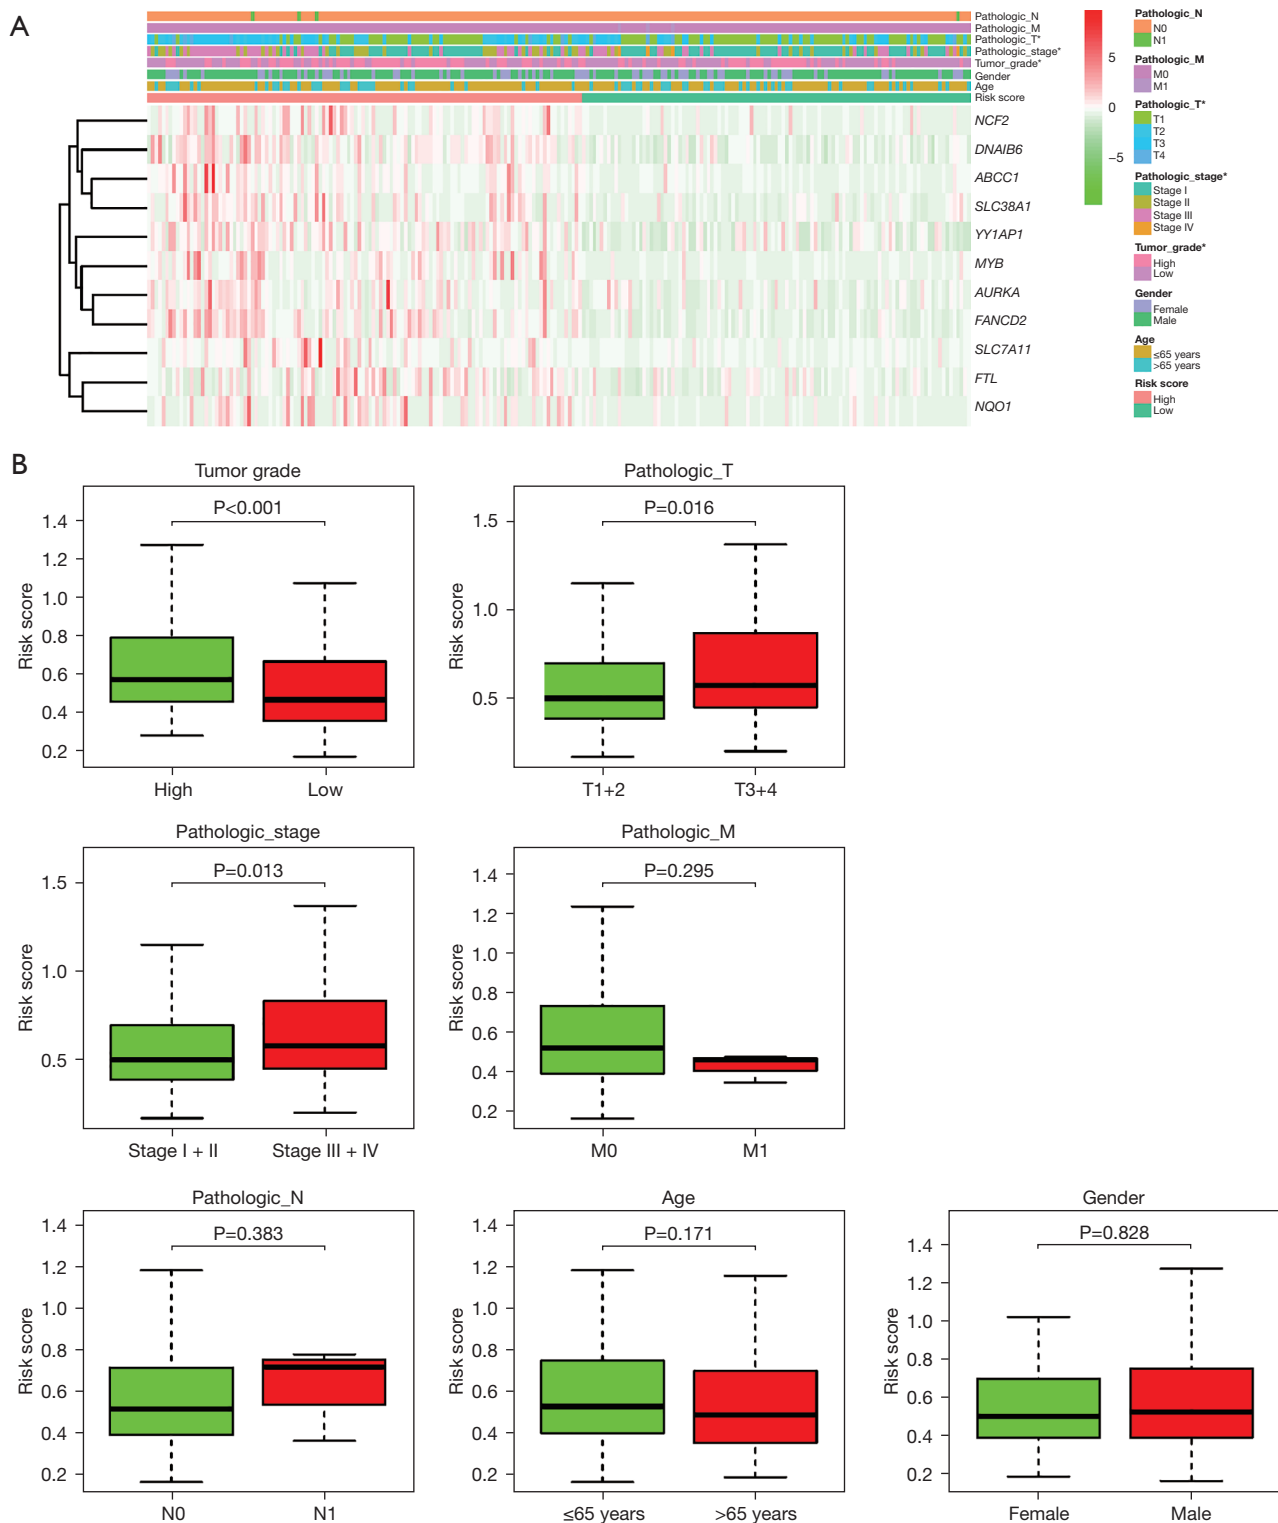 A
Pathologic_N
Pathologic_M
Pathologic_T*
Pathologic_stage*
Tumor_grade*
Gender
Age
Risk score
NCF2
DNAIB6
ABCC1
SLC38A1
YY1AP1
MYB
AURKA
FANCD2
SLC7A11
FTL
NQO1
5
0
−5
Pathologic_N
N0
N1
Pathologic_M
M0
M1
Pathologic_T*
T1
T2
T3
T4
Pathologic_stage*
Stage I
Stage II
Stage III
Stage IV
Tumor_grade*
High
Low
Gender
Female
Male
Age
≤65 years
>65 years
Risk score
High
Low
B
Tumor grade
P<0.001
Risk score
1.4
1.2
1.0
0.8
0.6
0.4
0.2
High Low
Pathologic_T
P=0.016
Risk score
1.5
1.0
0.5
T1+2 T3+4
Pathologic_stage
P=0.013
Risk score
1.5
1.0
0.5
Stage I + II Stage III + IV
Pathologic_M
P=0.295
Risk score
1.4
1.2
1.0
0.8
0.6
0.4
0.2
M0 M1
Pathologic_N
P=0.383
Risk score
1.4
1.2
1.0
0.8
0.6
0.4
0.2
N0 N1
Age
P=0.171
Risk score
1.4
1.2
1.0
0.8
0.6
0.4
0.2
≤65 years >65 years
Gender
P=0.828
Risk score
1.4
1.2
1.0
0.8
0.6
0.4
0.2
Female Male